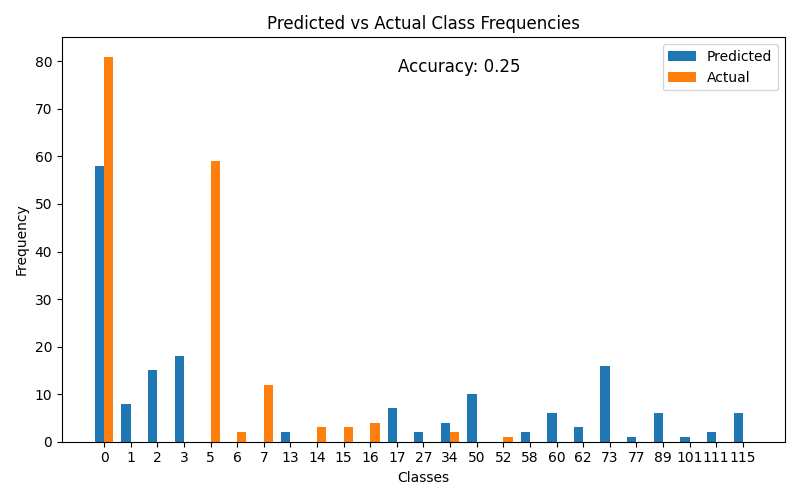 Predicted vs Actual Class Frequencies
Accuracy: 0.25
Predicted
Actual
80
70
60
50
40
30
20
10
0
Frequency
0 1 2 3 5 6 7 13 14 15 16 17 27 34 50 52 58 60 62 73 77 89 101 111 115
Classes